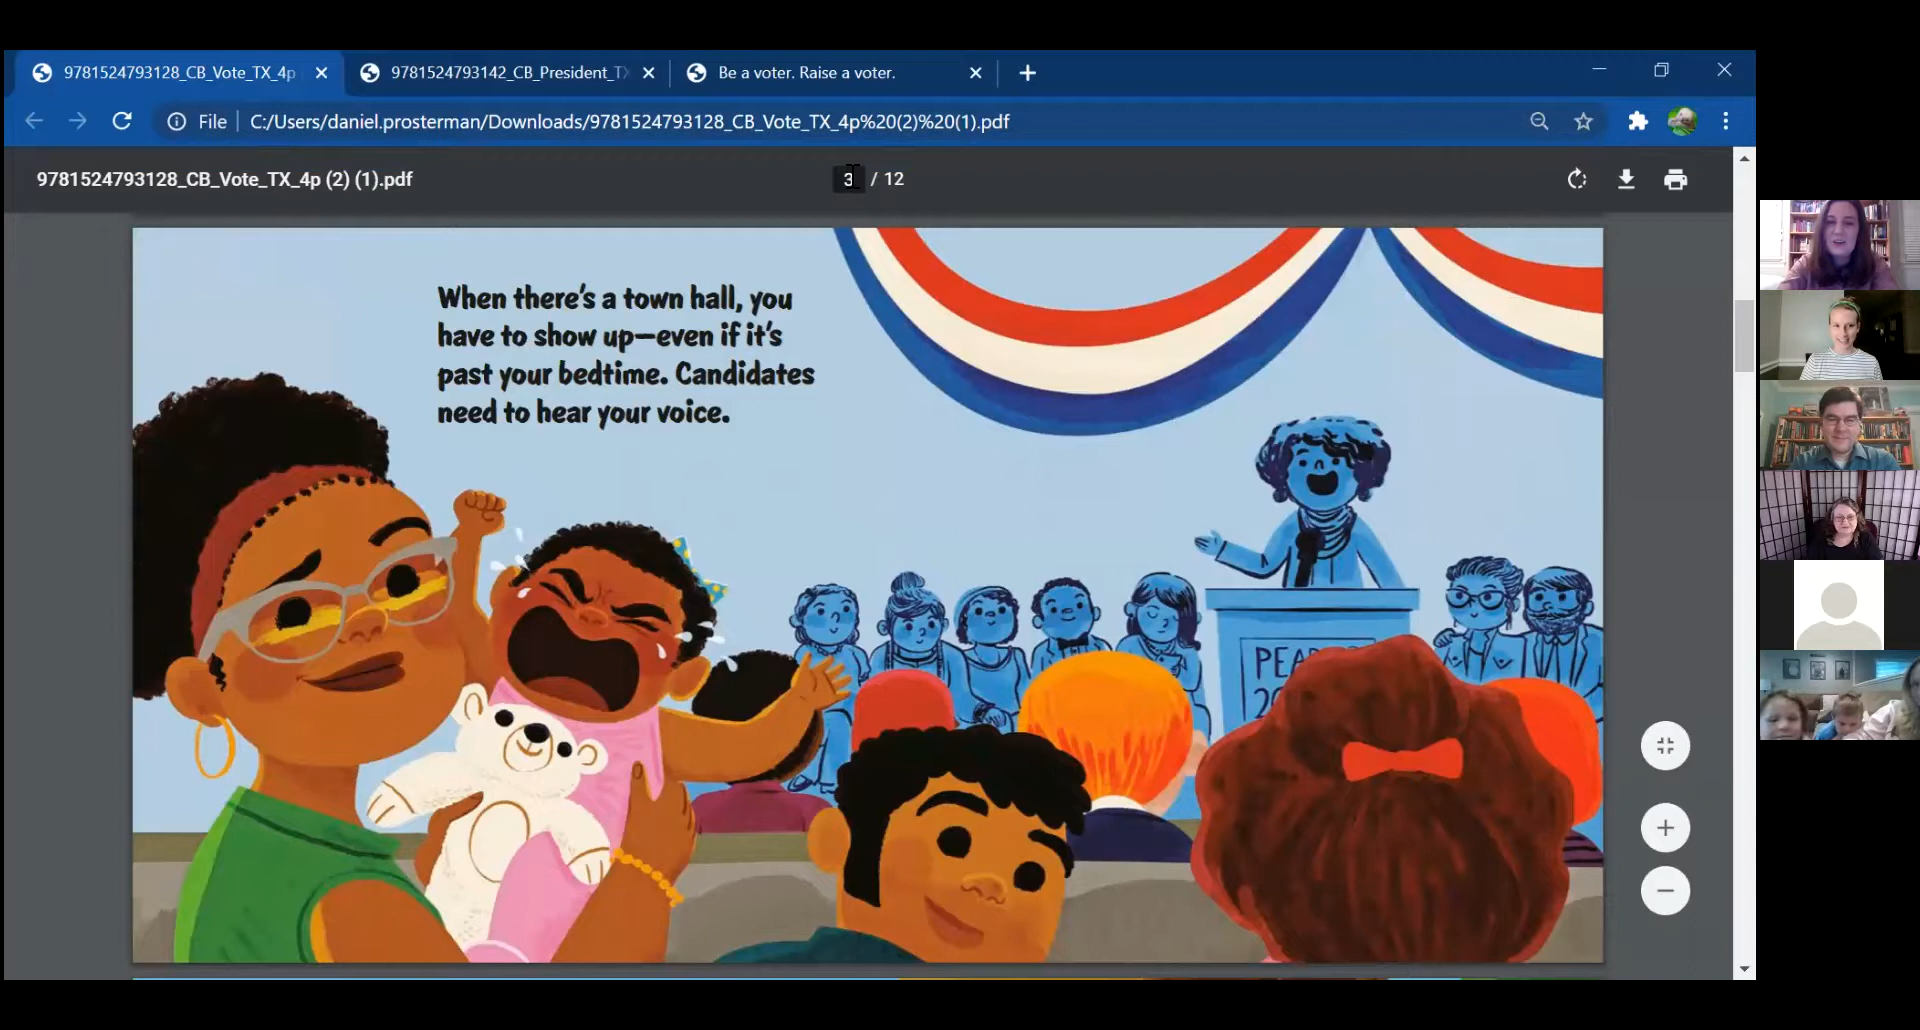 9781524793128_CB_Vote_TX_4p
9781524793142_CB_President_TX
Be a voter. Raise a voter.
File
C:/Users/daniel.prosterman/Downloads/9781524793128_CB_Vote_TX_4p%20(2)%20(1).pdf
9781524793128_CB_Vote_TX_4p (2) (1).pdf
3 / 12
When there's a town hall, you
have to show up—even if it's
past your bedtime. Candidates
need to hear your voice.